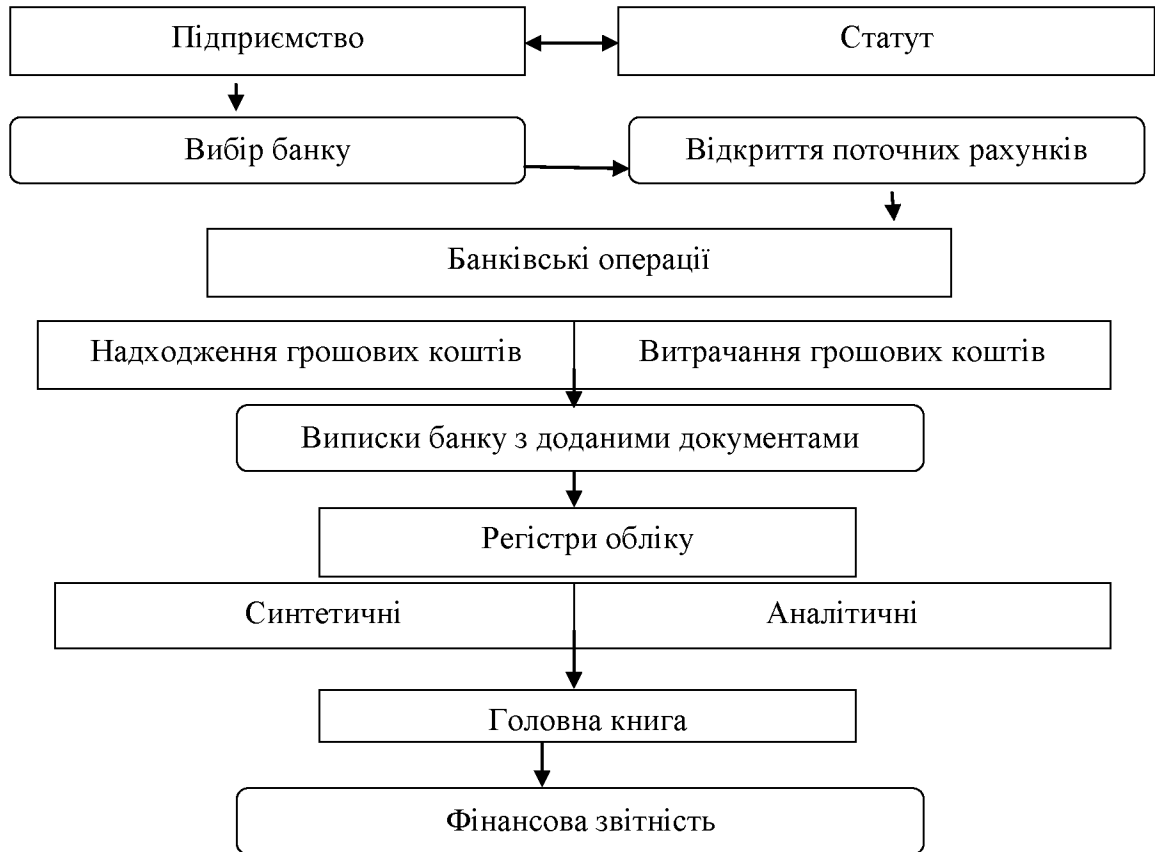 Підприємство
Статут
Вибір банку
Відкриття поточних рахунків
Банківські операції
Надходження грошових коштів
Витрачання грошових коштів
Виписки банку з доданими документами
Регістри обліку
Синтетичні
Аналітичні
Головна книга
Фінансова звітність